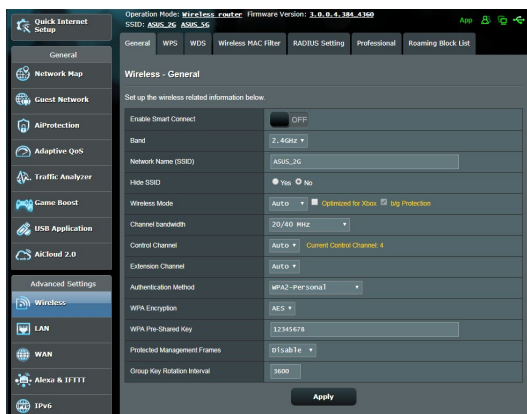 Quick Internet
Setup
Operation Mode: Wireless router Firmware Version: 3.0.0.4.384_4360
SSID: ASUS_2G ASUS_5G
App
General WPS WDS Wireless MAC Filter RADIUS Setting Professional Roaming Block List
General
Network Map
Guest Network
AiProtection
Adaptive QoS
Traffic Analyzer
Game Boost
USB Application
AiCloud 2.0
Advanced Settings
Wireless
LAN
WAN
Alexa & IFTTT
IPv6
Wireless - General
Set up the wireless related information below.
Enable Smart Connect OFF
Band 2.4GHz
Network Name (SSID) ASUS_2G
Hide SSID Yes No
Wireless Mode Auto Optimized for Xbox b/g Protection
Channel bandwidth 20/40 MHz
Control Channel Auto Current Control Channel: 4
Extension Channel Auto
Authentication Method WPA2-Personal
WPA Encryption AES
WPA Pre-Shared Key 12345678
Protected Management Frames Disable
Group Key Rotation Interval 3600
Apply